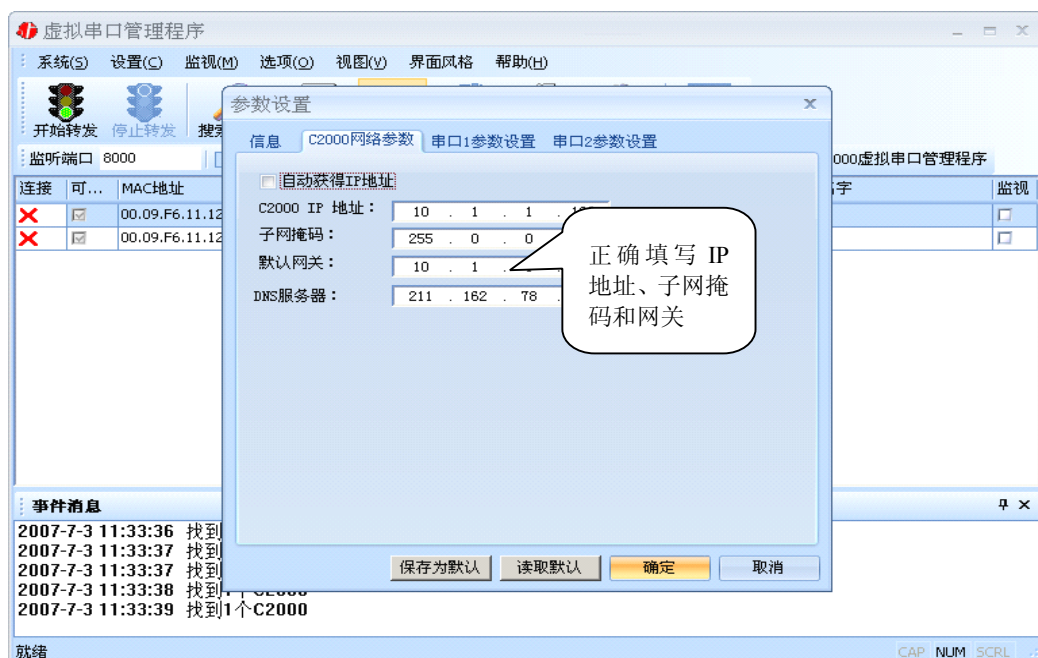 虚拟串口管理程序
系统(S) 设置(C) 监视(M) 选项(O) 视图(V) 界面风格 帮助(H)
开始转发 停止转发
监听端口 8000
000虚拟串口管理程序
连接 可... MAC地址
字 监视
00.09.F6.11.12
00.09.F6.11.12
参数设置
信息 C2000网络参数 串口1参数设置 串口2参数设置
自动获得IP地址
C2000 IP 地址： 10 . 1 . 1 .
子网掩码： 255 . 0 . 0
默认网关： 10 . 1 .
DNS服务器： 211 . 162 . 78 .
正确填写 IP
地址、子网掩
码和网关
保存为默认 读取默认 确定 取消
事件消息
2007-7-3 11:33:36 找到
2007-7-3 11:33:37 找到
2007-7-3 11:33:37 找到
2007-7-3 11:33:38 找到
2007-7-3 11:33:39 找到1个C2000
就绪
CAP NUM SCRL